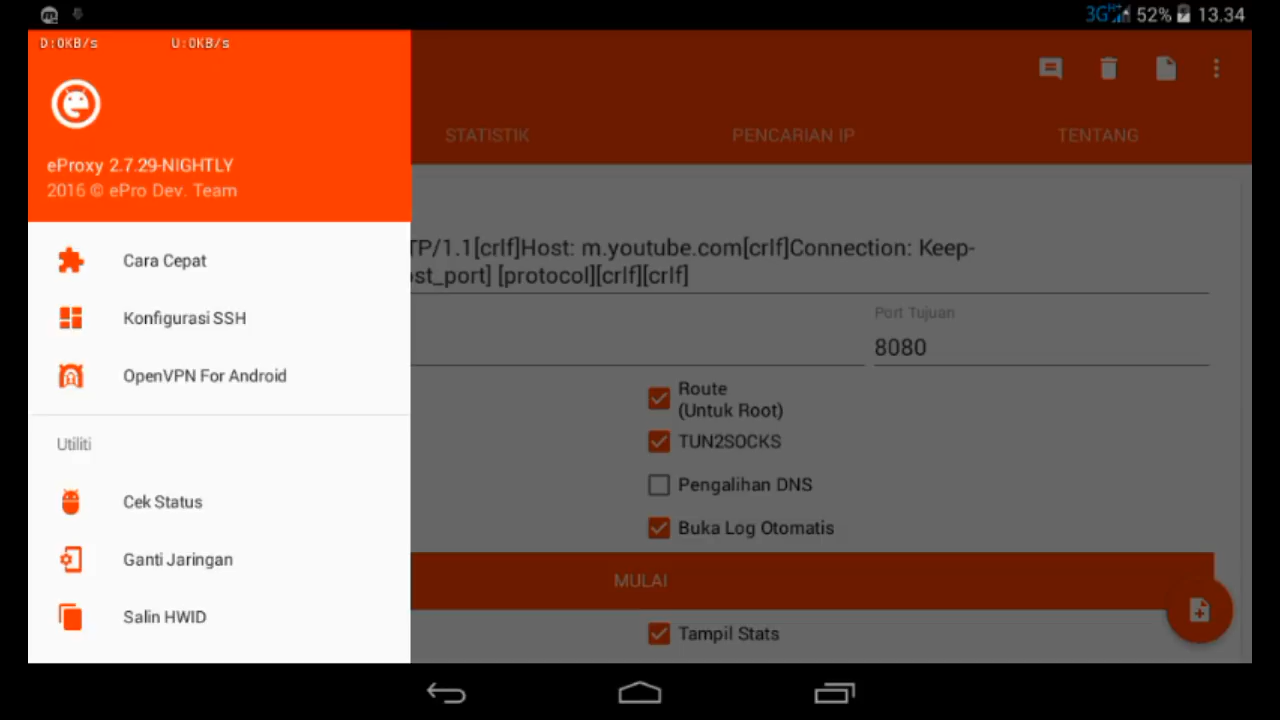 3G H+ 52% 13.34
D:0KB/s U:0KB/s
eProxy 2.7.29-NIGHTLY
2016 © ePro Dev. Team
Cara Cepat
Konfigurasi SSH
OpenVPN For Android
Utiliti
Cek Status
Ganti Jaringan
Salin HWID
STATISTIK PENCARIAN IP TENTANG
TP/1.1[crlf]Host: m.youtube.com[crlf]Connection: Keep-
ost_port] [protocol][crlf][crlf]
Port Tujuan
8080
Route
(Untuk Root)
TUN2SOCKS
Pengalihan DNS
Buka Log Otomatis
MULAI
Tampil Stats